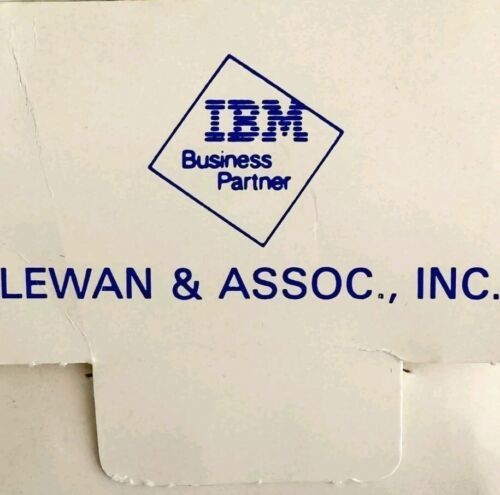 IBM
Business
Partner
LEWAN & ASSOC., INC.